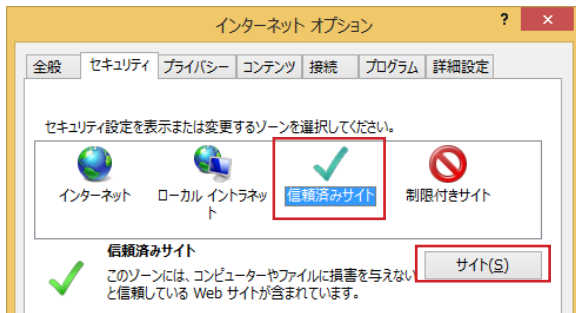 インターネット オプション
? ×
全般 セキュリティ プライバシー コンテンツ 接続 プログラム 詳細設定
セキュリティ設定を表示または変更するゾーンを選択してください。
インターネット ローカル イントラネッ 信頼済みサイト 制限付きサイト
ト
信頼済みサイト
このゾーンには、コンピューターやファイルに損害を与えない サイト(S)
と信頼している Web サイトが含まれています。